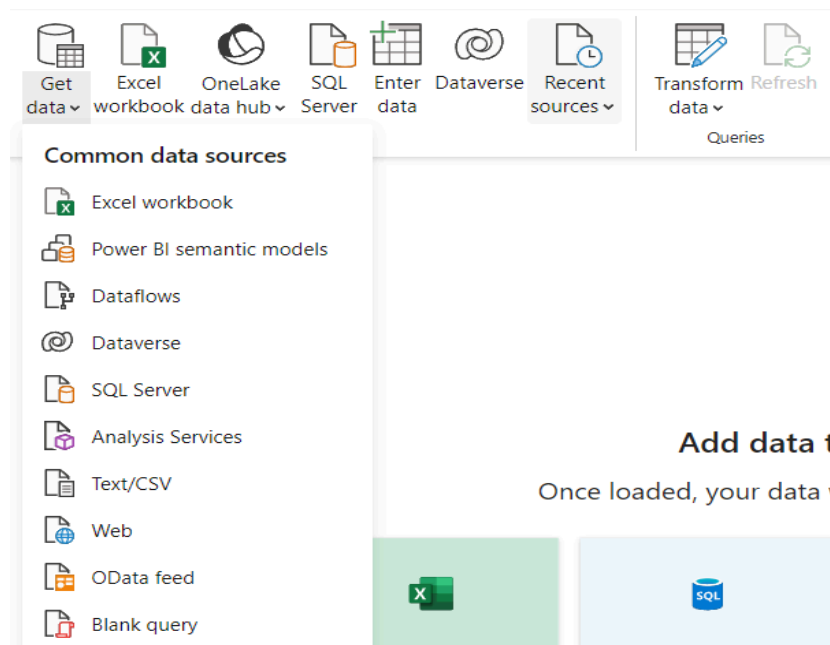 Get data
Excel workbook
OneLake data hub
SQL Server
Enter data
Dataverse
Recent sources
Transform data
Refresh
Queries
Common data sources
Excel workbook
Power BI semantic models
Dataflows
Dataverse
SQL Server
Analysis Services
Text/CSV
Web
OData feed
Blank query
Add data t
Once loaded, your data
X
SQL